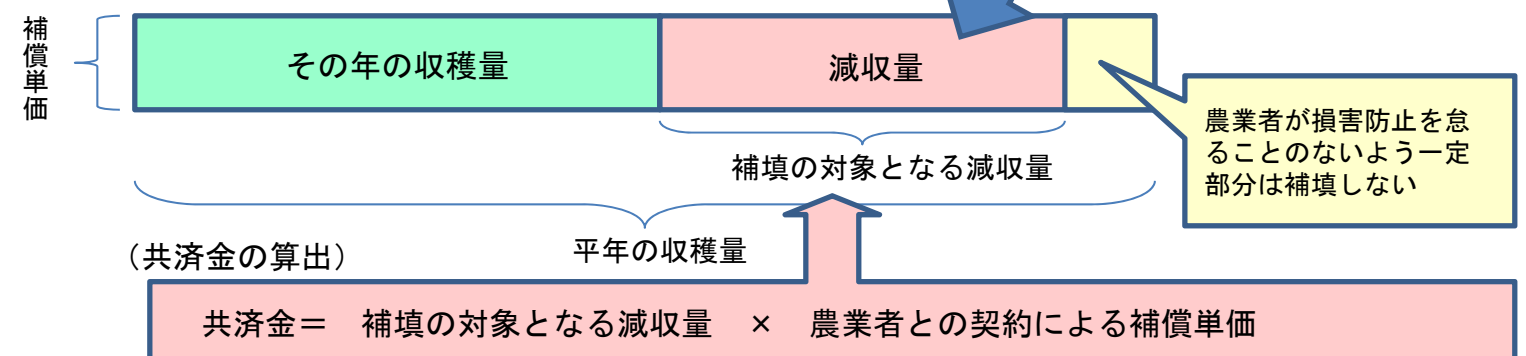 補償単価
その年の収穫量
減収量
農業者が損害防止を怠
ることのないよう一定
部分は補填しない
補填の対象となる減収量
平年の収穫量
（共済金の算出）
共済金＝　補填の対象となる減収量　×　農業者との契約による補償単価